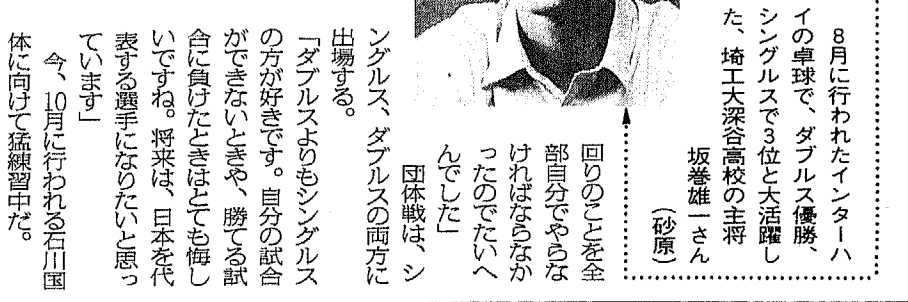 ８月に行われたインターハ
イの卓球で、ダブルス優勝、
シングルスで３位と大活躍し
た、埼工大深谷高校の主将
坂巻雄一さん
（砂原）
回りのことを全
部自分でやらな
ければならなか
ったのでたいへ
んでした」
団体戦は、シ
ングルス、ダブルスの両方に
出場する。
「ダブルスよりもシングルス
の方が好きです。自分の試合
ができないときや、勝てる試
合に負けたときはとても悔し
いですね。将来は、日本を代
表する選手になりたいと思っ
ています」
今、10月に行われる石川国
体に向けて猛練習中だ。